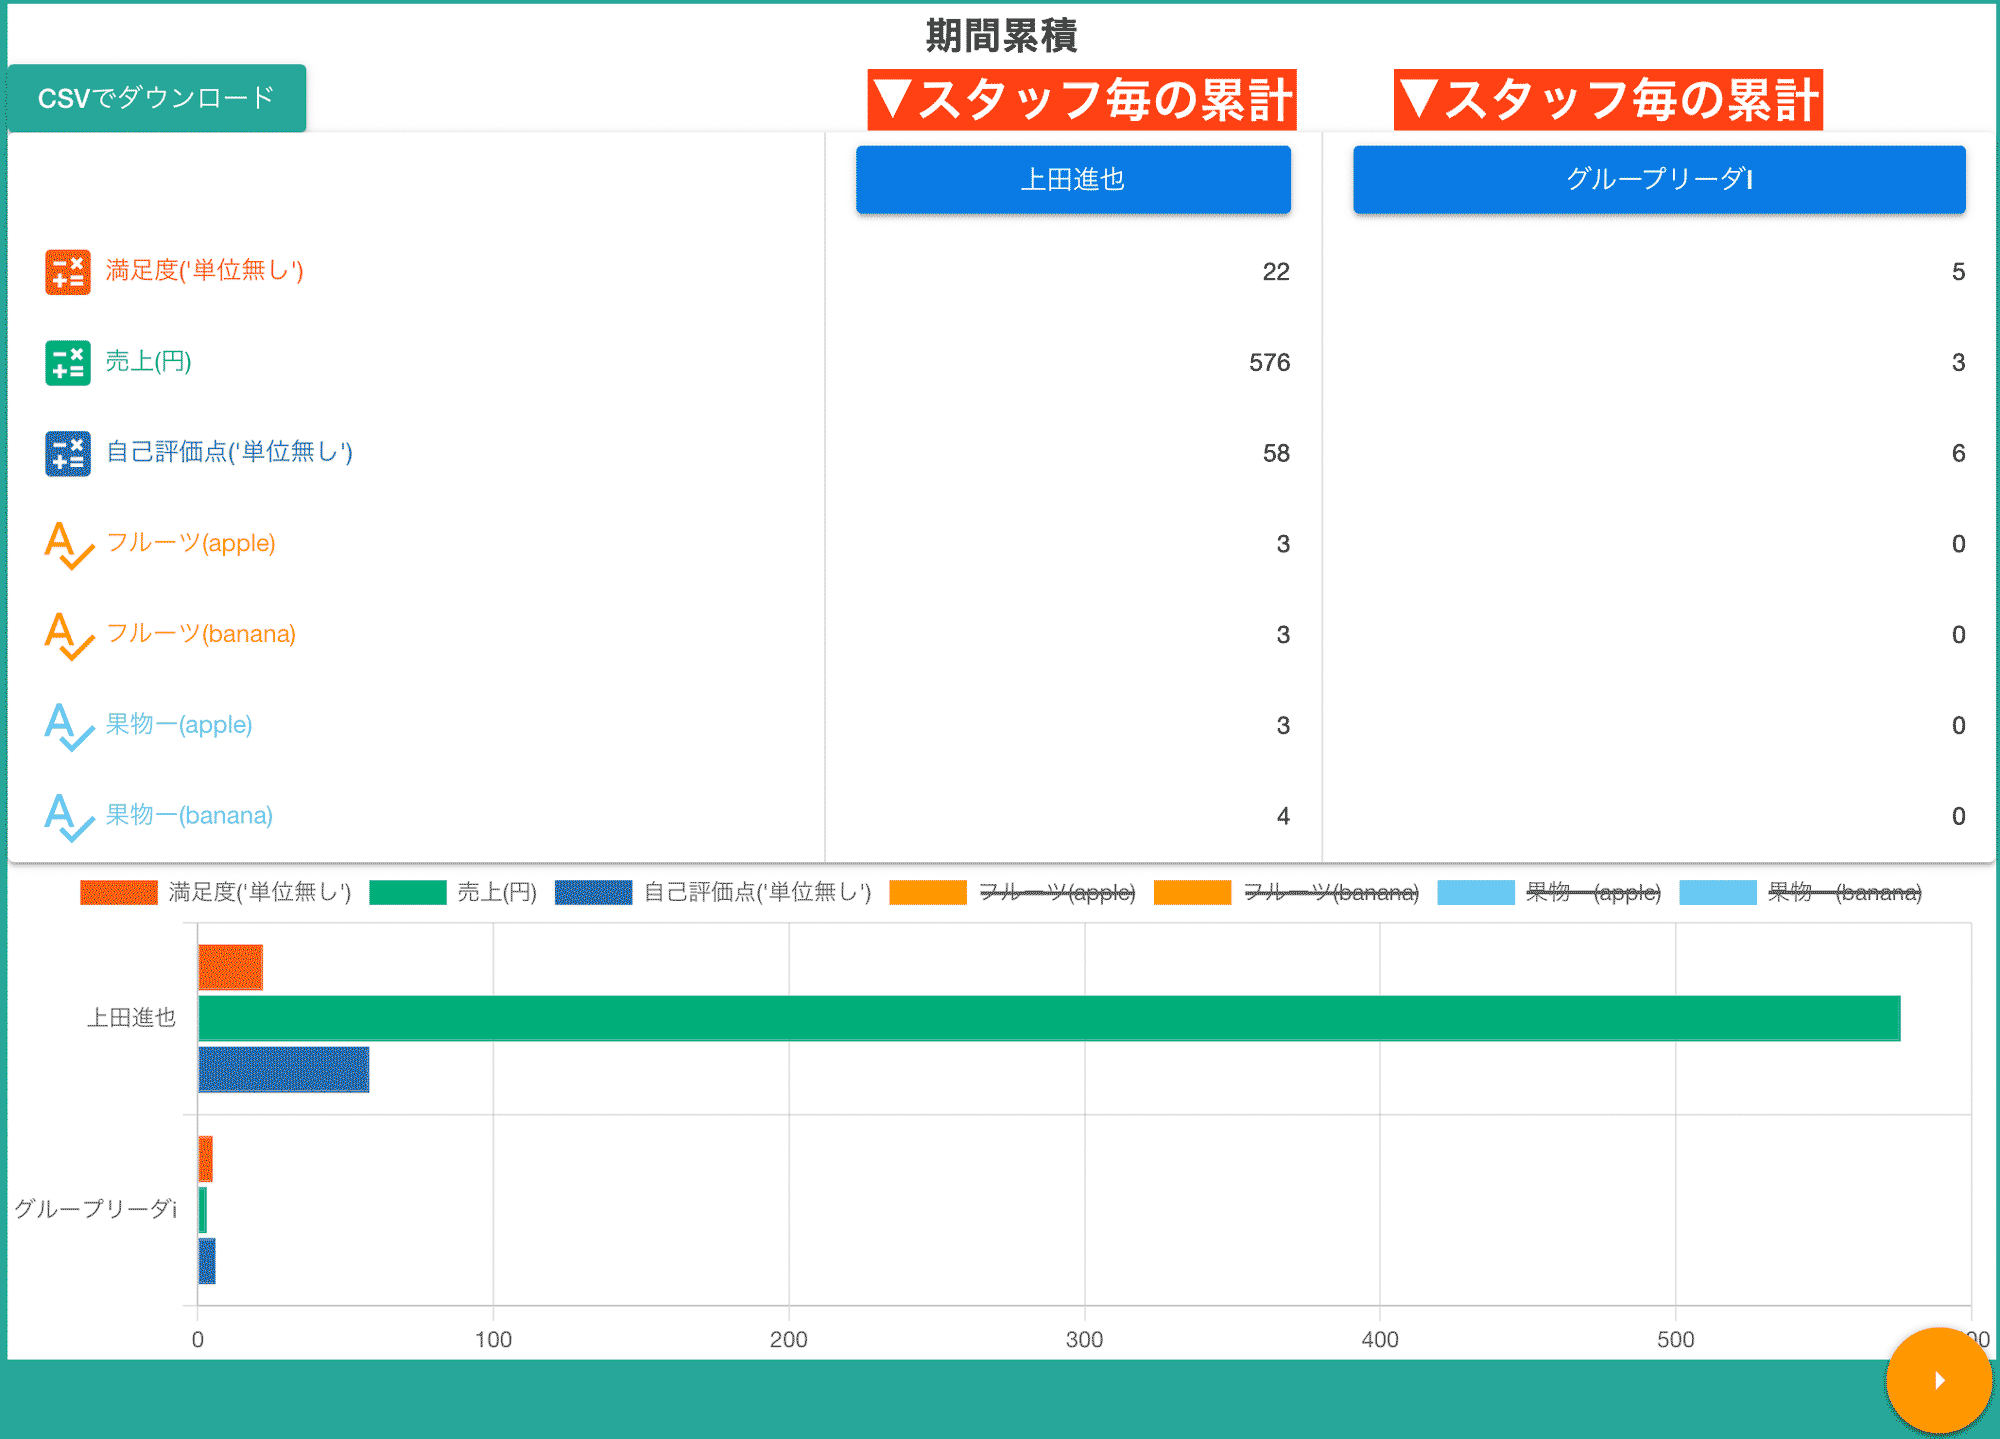 期間累積
CSVでダウンロード
▼スタッフ毎の累計 ▼スタッフ毎の累計
上田進也 グループリーダI
満足度('単位無し') 22 5
売上(円) 576 3
自己評価点('単位無し') 58 6
フルーツ(apple) 3 0
フルーツ(banana) 3 0
果物一(apple) 3 0
果物一(banana) 4 0
満足度('単位無し') 売上(円) 自己評価点('単位無し') フルーツ(apple) フルーツ(banana) 果物一(apple) 果物一(banana)
上田進也
グループリーダi
0 100 200 300 400 500